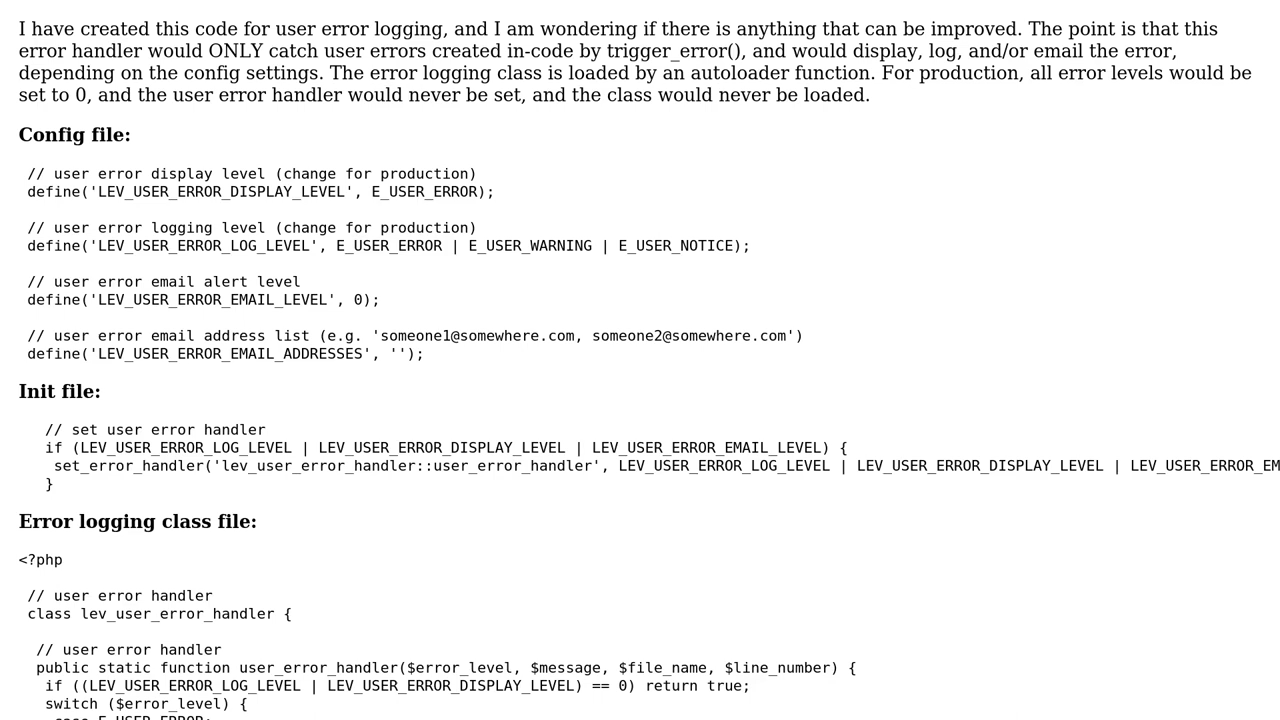 I have created this code for user error logging, and I am wondering if there is anything that can be improved. The point is that this
error handler would ONLY catch user errors created in-code by trigger_error(), and would display, log, and/or email the error,
depending on the config settings. The error logging class is loaded by an autoloader function. For production, all error levels would be
set to 0, and the user error handler would never be set, and the class would never be loaded.
Config file:
// user error display level (change for production)
define('LEV_USER_ERROR_DISPLAY_LEVEL', E_USER_ERROR);
// user error logging level (change for production)
define('LEV_USER_ERROR_LOG_LEVEL', E_USER_ERROR | E_USER_WARNING | E_USER_NOTICE);
// user error email alert level
define('LEV_USER_ERROR_EMAIL_LEVEL', 0);
// user error email address list (e.g. 'someone1@somewhere.com, someone2@somewhere.com')
define('LEV_USER_ERROR_EMAIL_ADDRESSES', '');
Init file:
// set user error handler
if (LEV_USER_ERROR_LOG_LEVEL | LEV_USER_ERROR_DISPLAY_LEVEL | LEV_USER_ERROR_EMAIL_LEVEL) {
set_error_handler('lev_user_error_handler::user_error_handler', LEV_USER_ERROR_LOG_LEVEL | LEV_USER_ERROR_DISPLAY_LEVEL | LEV_USER_ERROR_EM
}
Error logging class file:
<?php
// user error handler
class lev_user_error_handler {
// user error handler
public static function user_error_handler($error_level, $message, $file_name, $line_number) {
if ((LEV_USER_ERROR_LOG_LEVEL | LEV_USER_ERROR_DISPLAY_LEVEL) == 0) return true;
switch ($error_level) {
case E_USER_ERROR: